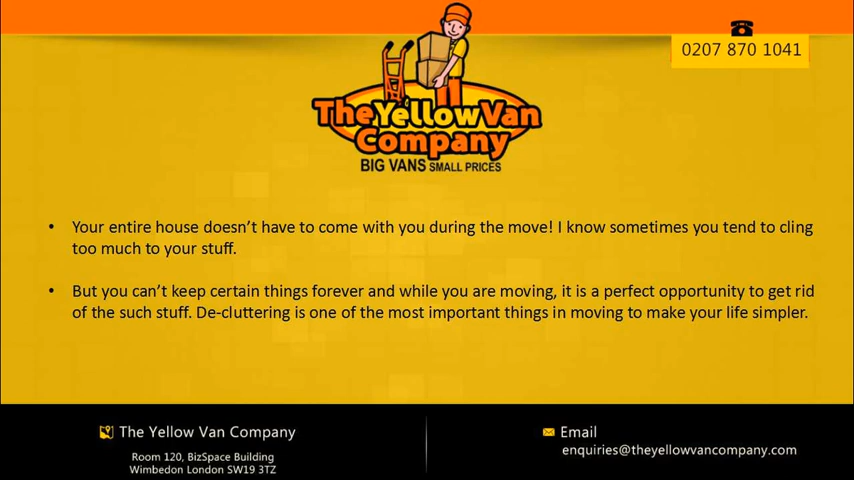 0207 870 1041
The Yellow Van
Company
BIG VANS SMALL PRICES
• Your entire house doesn't have to come with you during the move! I know sometimes you tend to cling
too much to your stuff.
• But you can't keep certain things forever and while you are moving, it is a perfect opportunity to get rid
of the such stuff. De-cluttering is one of the most important things in moving to make your life simpler.
The Yellow Van Company
Room 120, BizSpace Building
Wimbedon London SW19 3TZ
Email
enquiries@theyellowvancompany.com